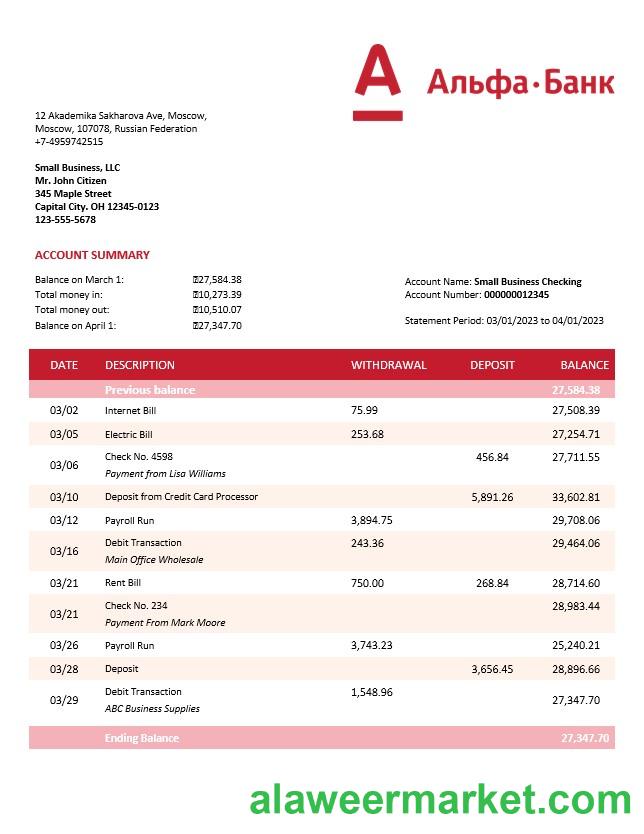 А Альфа·Банк
12 Akademika Sakharova Ave, Moscow,
Moscow, 107078, Russian Federation
+7-4959742515
Small Business, LLC
Mr. John Citizen
345 Maple Street
Capital City. OH 12345-0123
123-555-5678
ACCOUNT SUMMARY
Balance on March 1: 27,584.38
Total money in: 10,273.39
Total money out: 10,510.07
Balance on April 1: 27,347.70
Account Name: Small Business Checking
Account Number: 000000012345
Statement Period: 03/01/2023 to 04/01/2023
DATE DESCRIPTION WITHDRAWAL DEPOSIT BALANCE
Previous balance 27,584.38
03/02 Internet Bill 75.99 27,508.39
03/05 Electric Bill 253.68 27,254.71
03/06 Check No. 4598 456.84 27,711.55
Payment from Lisa Williams
03/10 Deposit from Credit Card Processor 5,891.26 33,602.81
03/12 Payroll Run 3,894.75 29,708.06
03/16 Debit Transaction 243.36 29,464.06
Main Office Wholesale
03/21 Rent Bill 750.00 268.84 28,714.60
03/21 Check No. 234 28,983.44
Payment From Mark Moore
03/26 Payroll Run 3,743.23 25,240.21
03/28 Deposit 3,656.45 28,896.66
03/29 Debit Transaction 1,548.96 27,347.70
ABC Business Supplies
Ending Balance 27,347.70
alaweermarket.com